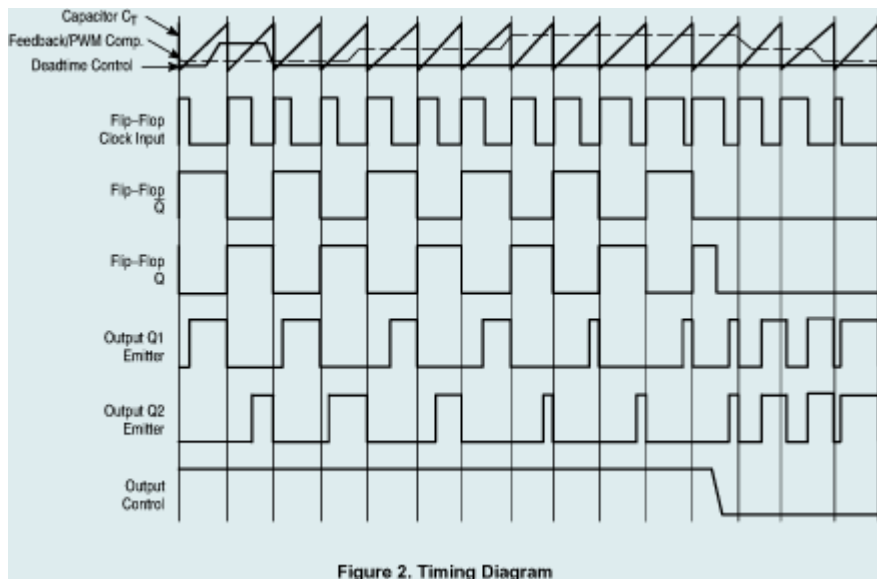 Capacitor CT
Feedback/PWM Comp.
Deadtime Control
Flip–Flop
Clock Input
Flip–Flop
Q
Flip–Flop
Q
Output Q1
Emitter
Output Q2
Emitter
Output
Control
Figure 2. Timing Diagram